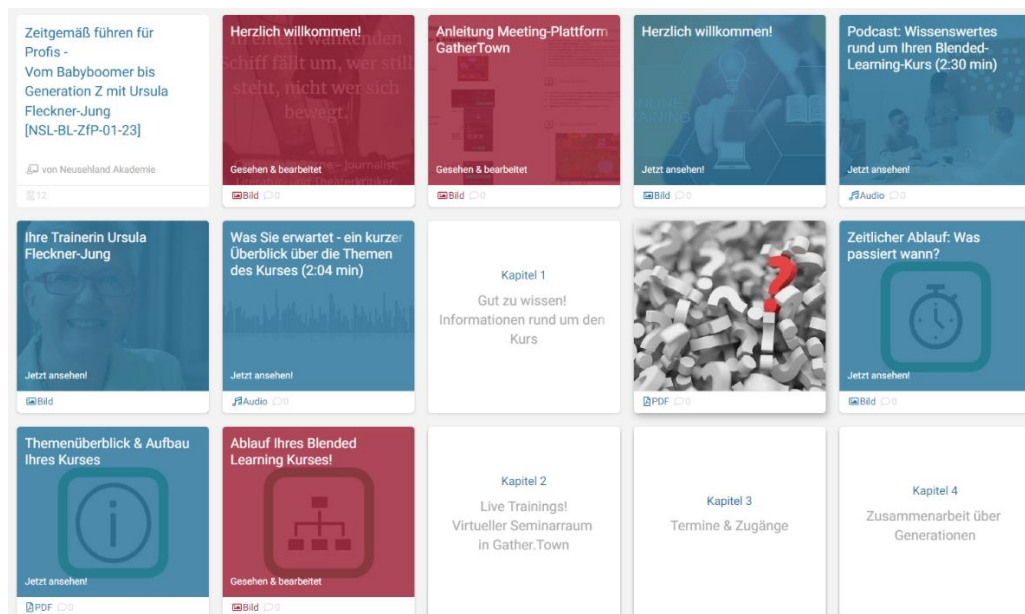 Zeitgemäß führen für
Profis -
Vom Babyboomer bis
Generation Z mit Ursula
Fleckner-Jung
[NSL-BL-ZfP-01-23]
von Neusehland Akademie
12
Herzlich willkommen!
In einem wankenden
Schiff fällt um, wer still
steht, nicht wer sich
bewegt.
Journalist,
Gesehen & bearbeitet
Bild 0
Anleitung Meeting-Plattform
GatherTown
Gesehen & bearbeitet
Bild 0
Herzlich willkommen!
Jetzt ansehen!
Bild 0
Podcast: Wissenswertes
rund um Ihren Blended-
Learning-Kurs (2:30 min)
Jetzt ansehen!
Audio 0
Ihre Trainerin Ursula
Fleckner-Jung
Jetzt ansehen!
Bild
Was Sie erwartet - ein kurzer
Überblick über die Themen
des Kurses (2:04 min)
Jetzt ansehen!
Audio 0
Kapitel 1
Gut zu wissen!
Informationen rund um den
Kurs
PDF 0
Zeitlicher Ablauf: Was
passiert wann?
Jetzt ansehen!
Bild 0
Themenüberblick & Aufbau
Ihres Kurses
Jetzt ansehen!
PDF 0
Ablauf Ihres Blended
Learning Kurses!
Gesehen & bearbeitet
Bild 0
Kapitel 2
Live Trainings!
Virtueller Seminarraum
in Gather.Town
Kapitel 3
Termine & Zugänge
Kapitel 4
Zusammenarbeit über
Generationen